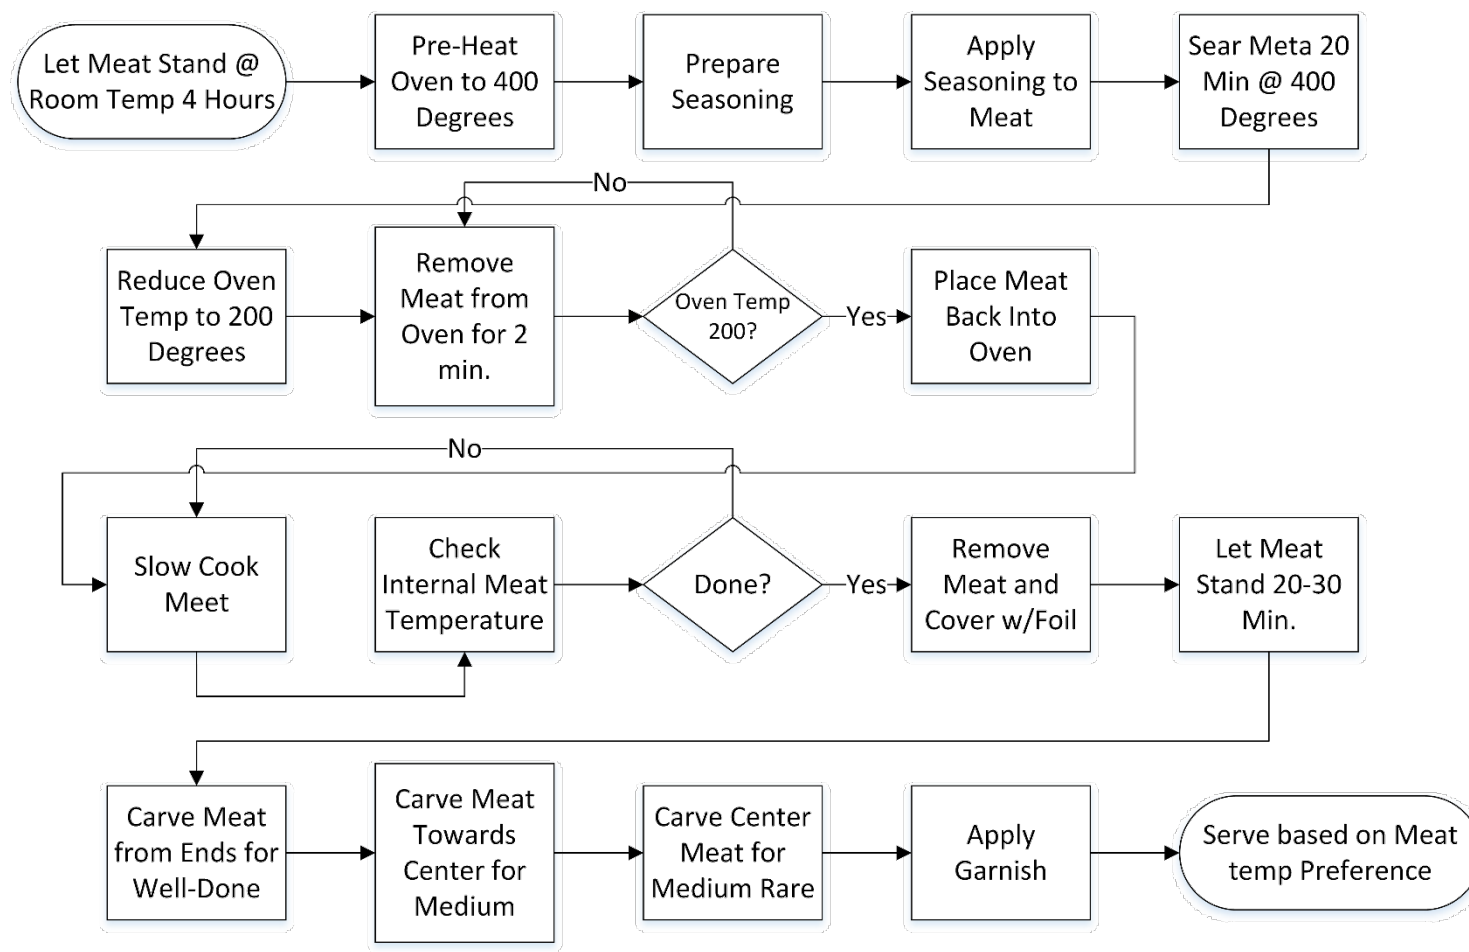 Let Meat Stand @
Room Temp 4 Hours
Pre-Heat
Oven to 400
Degrees
Prepare
Seasoning
Apply
Seasoning to
Meat
Sear Meta 20
Min @ 400
Degrees
No
Reduce Oven
Temp to 200
Degrees
Remove
Meat from
Oven for 2
min.
Oven Temp
200?
Yes
Place Meat
Back Into
Oven
No
Slow Cook
Meet
Check
Internal Meat
Temperature
Done?
Yes
Remove
Meat and
Cover w/Foil
Let Meat
Stand 20-30
Min.
Carve Meat
from Ends for
Well-Done
Carve Meat
Towards
Center for
Medium
Carve Center
Meat for
Medium Rare
Apply
Garnish
Serve based on Meat
temp Preference